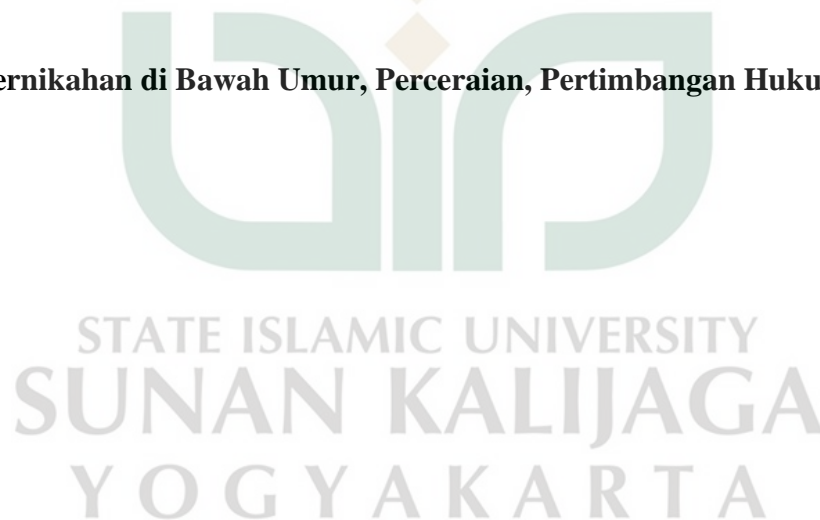 ernikahan di Bawah Umur, Perceraian, Pertimbangan Huku
STATE ISLAMIC UNIVERSITY
SUNAN KALIJAGA
YOGYAKARTA